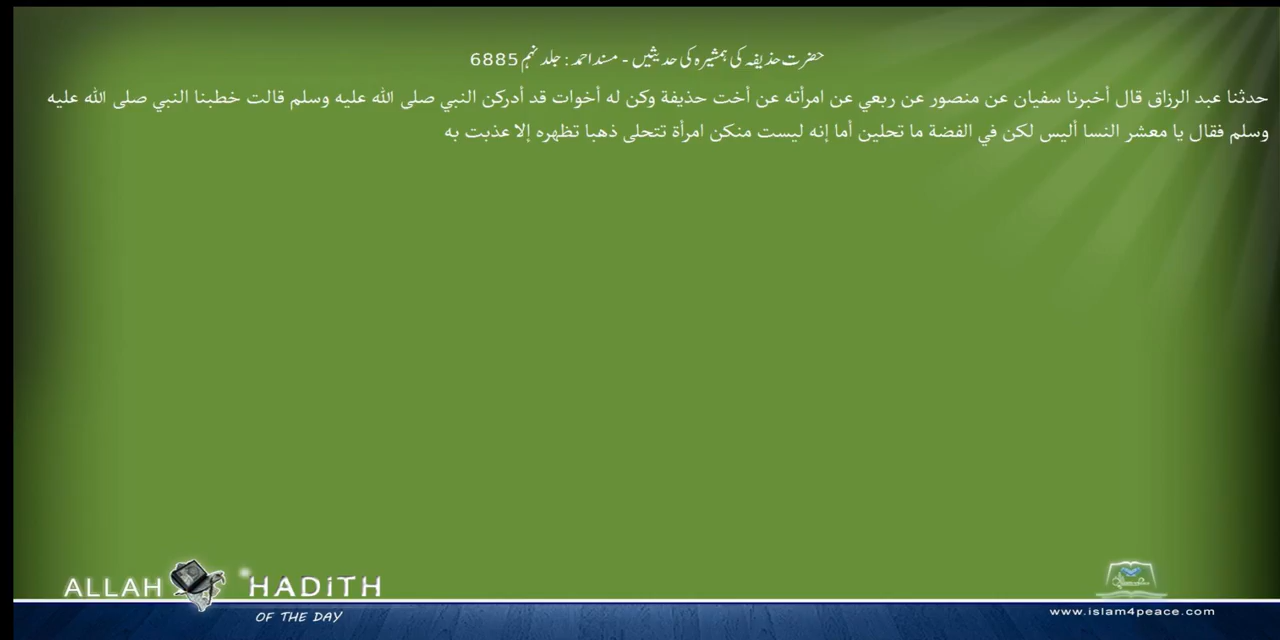 حضرت حذیفہ کی ہمشیرہ کی حدیثیں - مسند احمد : جلد نہم 6885
حدثنا عبد الرزاق قال أخبرنا سفيان عن منصور عن ربعي عن امرأته عن أخت حذيفة وكن له أخوات قد أدركن النبي صلى الله عليه وسلم قالت خطبنا النبي صلى الله عليه
وسلم فقال يا معشر النسا أليس لكن في الفضة ما تحلين أما إنه ليست منكن امرأة تتحلى ذهبا تظهره إلا عذبت به
ALLAH HADITH
OF THE DAY
www.islam4peace.com